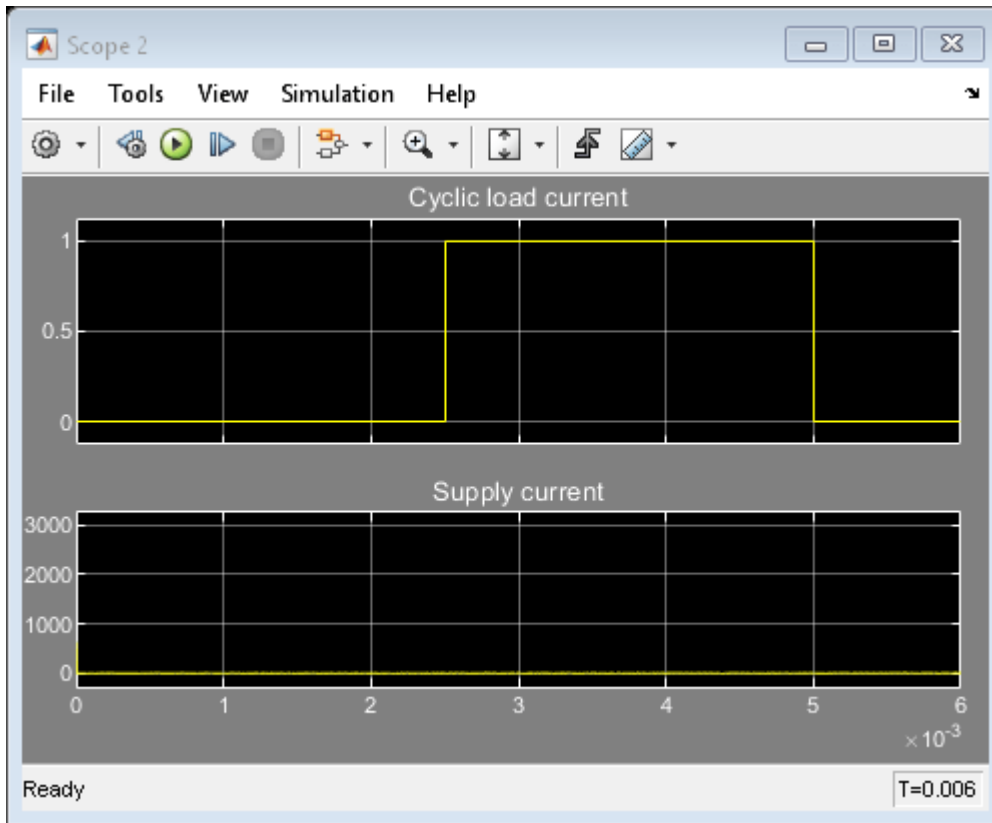 Scope 2
File Tools View Simulation Help
Cyclic load current
1
0.5
0
Supply current
3000
2000
1000
0
0 1 2 3 4 5 6
×10-3
Ready T=0.006